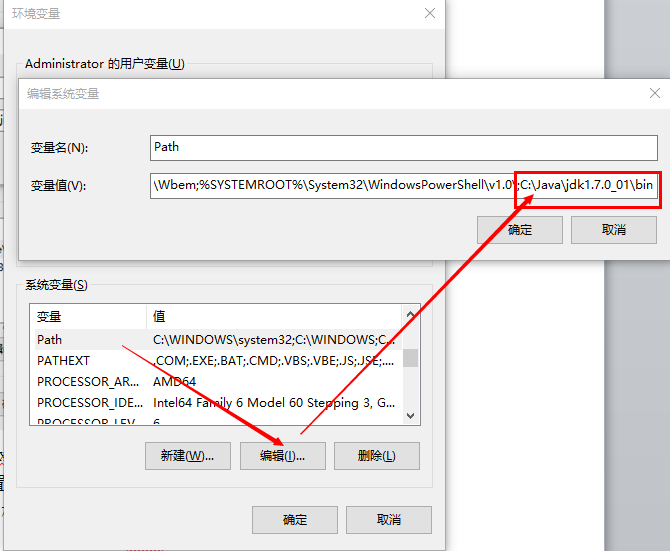 环境变量
Administrator 的用户变量(U)
编辑系统变量
变量名(N):
Path
变量值(V):
\Wbem;%SYSTEMROOT%\System32\WindowsPowerShell\v1.0\;C:\Java\jdk1.7.0_01\bin
确定
取消
系统变量(S)
变量
值
Path
C:\WINDOWS\system32;C:\WINDOWS;C...
PATHEXT
.COM;.EXE;.BAT;.CMD;.VBS;.VBE;.JS;.JSE;....
PROCESSOR_AR...
AMD64
PROCESSOR_IDE...
Intel64 Family 6 Model 60 Stepping 3, G...
PROCESSOR_LEV
6
新建(W)...
编辑(I)...
删除(L)
确定
取消